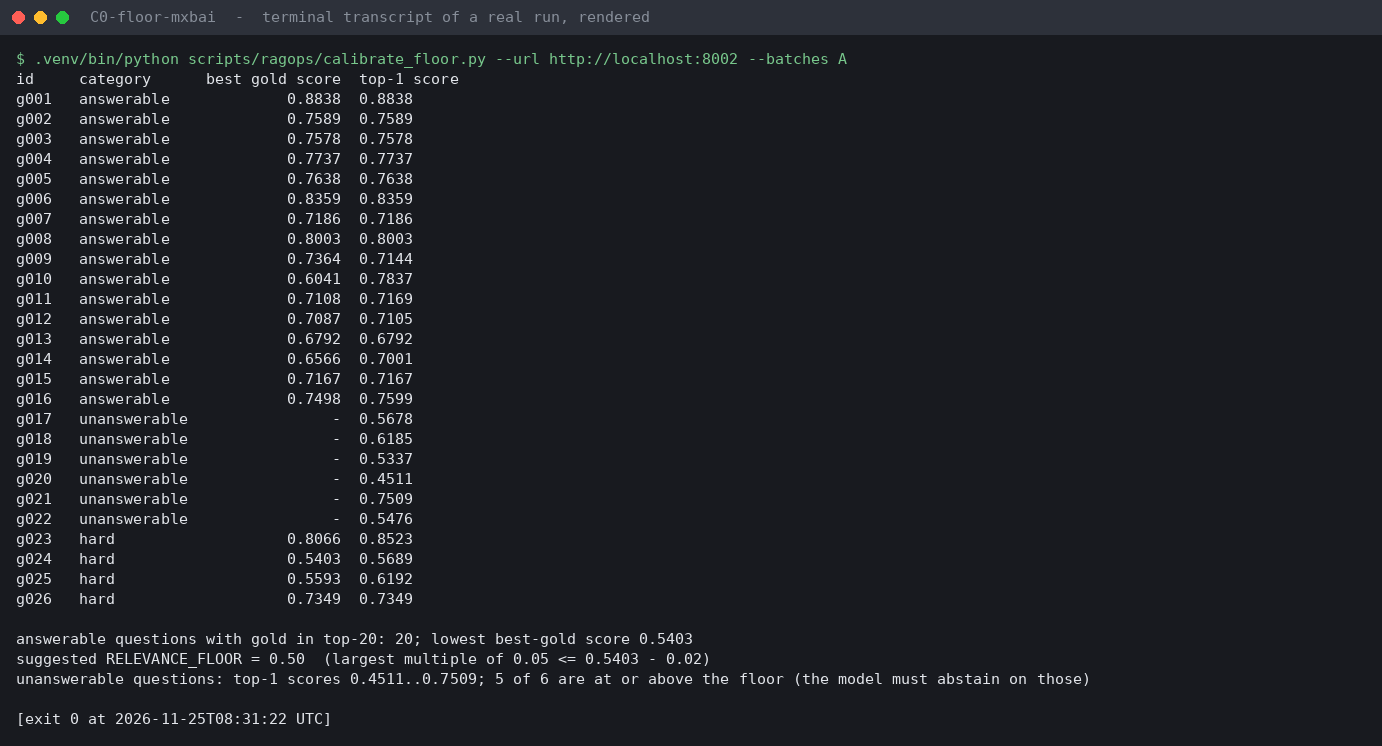 C0-floor-mxbai  -  terminal transcript of a real run, rendered
$ .venv/bin/python scripts/ragops/calibrate_floor.py --url http://localhost:8002 --batches A
id     category      best gold score  top-1 score
g001   answerable             0.8838  0.8838
g002   answerable             0.7589  0.7589
g003   answerable             0.7578  0.7578
g004   answerable             0.7737  0.7737
g005   answerable             0.7638  0.7638
g006   answerable             0.8359  0.8359
g007   answerable             0.7186  0.7186
g008   answerable             0.8003  0.8003
g009   answerable             0.7364  0.7144
g010   answerable             0.6041  0.7837
g011   answerable             0.7108  0.7169
g012   answerable             0.7087  0.7105
g013   answerable             0.6792  0.6792
g014   answerable             0.6566  0.7001
g015   answerable             0.7167  0.7167
g016   answerable             0.7498  0.7599
g017   unanswerable                -  0.5678
g018   unanswerable                -  0.6185
g019   unanswerable                -  0.5337
g020   unanswerable                -  0.4511
g021   unanswerable                -  0.7509
g022   unanswerable                -  0.5476
g023   hard                   0.8066  0.8523
g024   hard                   0.5403  0.5689
g025   hard                   0.5593  0.6192
g026   hard                   0.7349  0.7349
answerable questions with gold in top-20: 20; lowest best-gold score 0.5403
suggested RELEVANCE_FLOOR = 0.50  (largest multiple of 0.05 <= 0.5403 - 0.02)
unanswerable questions: top-1 scores 0.4511..0.7509; 5 of 6 are at or above the floor (the model must abstain on those)
[exit 0 at 2026-11-25T08:31:22 UTC]